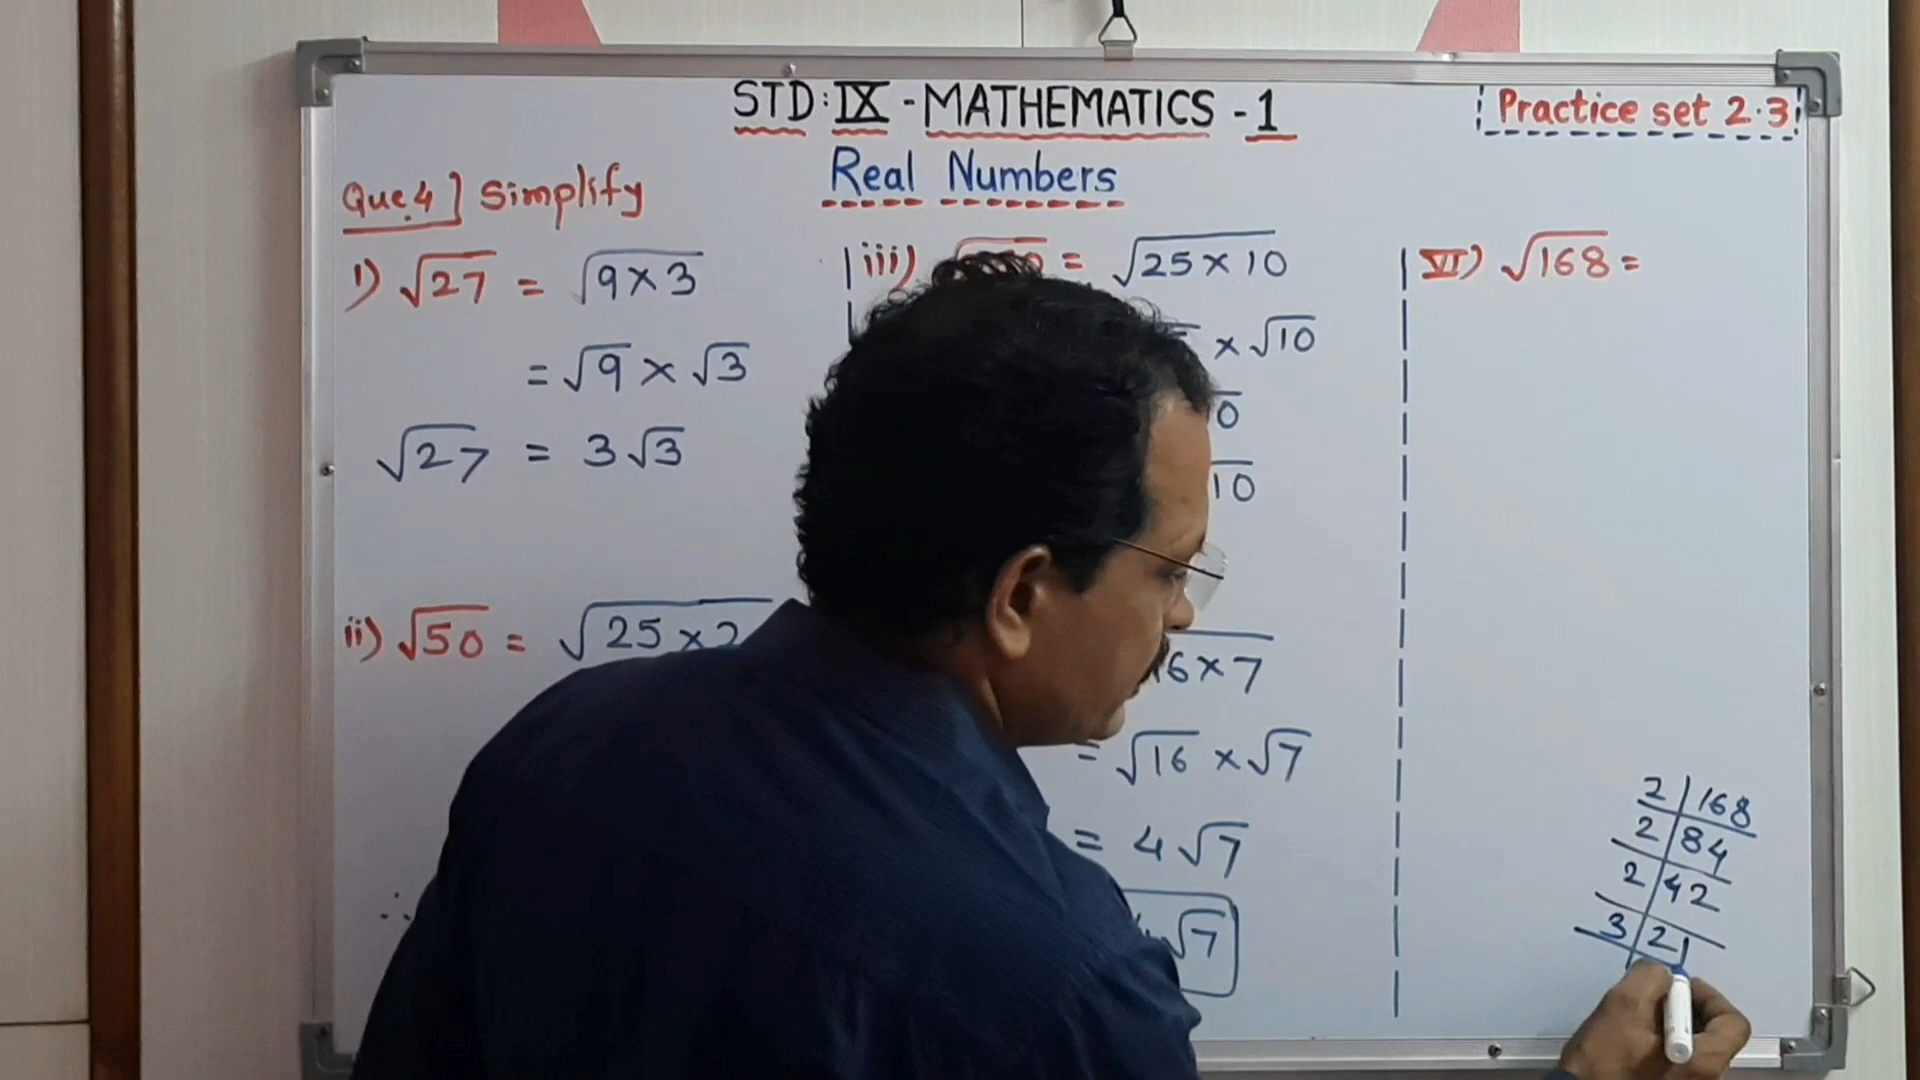 STD: IX - MATHEMATICS - 1
Practice set 2.3
Real Numbers
Que.4] Simplify
i) √27 = √9×3
= √9 × √3
√27 = 3√3
ii) √50 = √25×2
∴
iii) = √25×10
× √10
10
6×7
= √16 × √7
= 4√7
√7
VI) √168 =
2 | 168
2 | 84
2 | 42
3 | 21